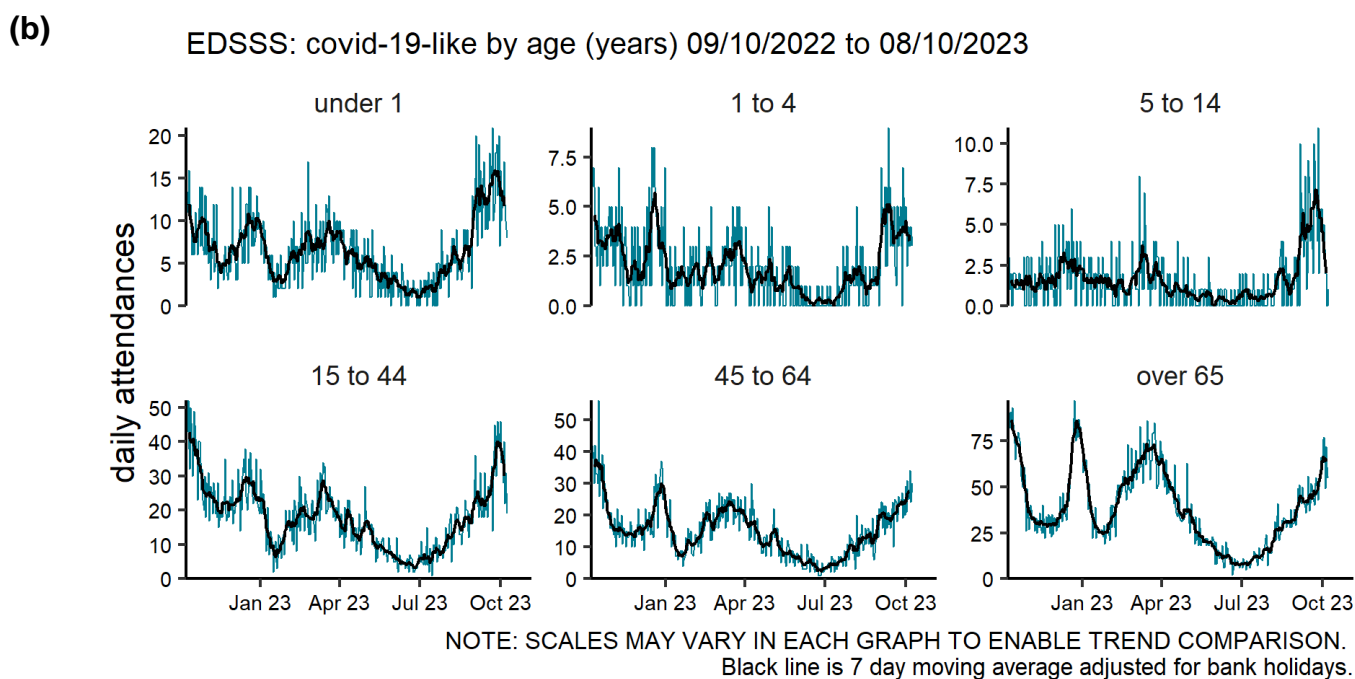 (b)
EDSSS: covid-19-like by age (years) 09/10/2022 to 08/10/2023
under 1
1 to 4
5 to 14
20
15
10
5
0
7.5
5.0
2.5
0.0
10.0
7.5
5.0
2.5
0.0
daily attendances
15 to 44
45 to 64
over 65
50
40
30
20
10
0
50
40
30
20
10
0
75
50
25
0
Jan 23 Apr 23 Jul 23 Oct 23
Jan 23 Apr 23 Jul 23 Oct 23
Jan 23 Apr 23 Jul 23 Oct 23
NOTE: SCALES MAY VARY IN EACH GRAPH TO ENABLE TREND COMPARISON.
Black line is 7 day moving average adjusted for bank holidays.